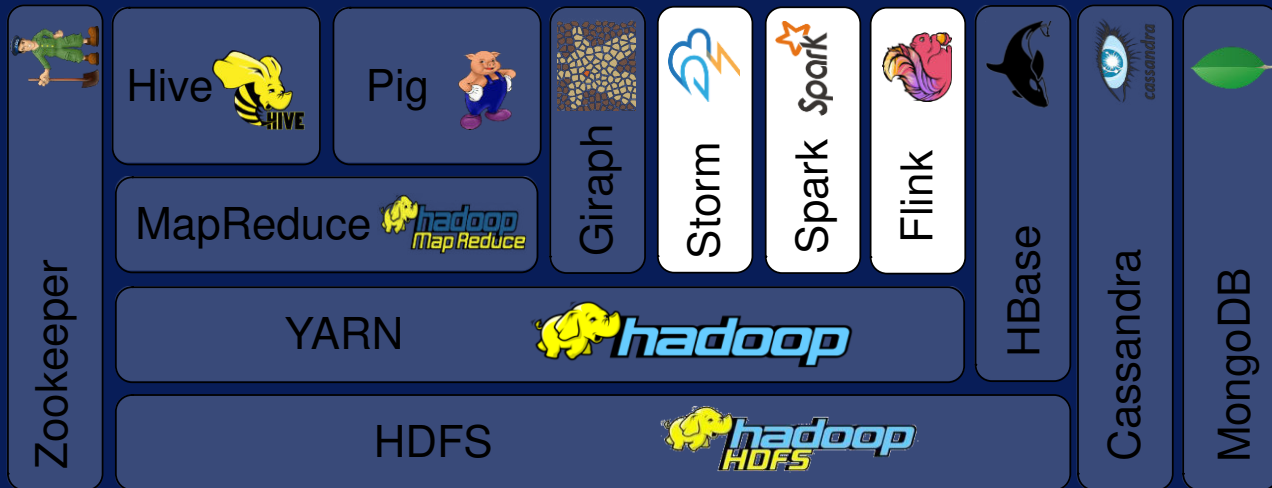 Zookeeper
Hive
HIVE
Pig
Giraph
Storm
Spark
Spark
Flink
HBase
cassandra
Cassandra
MongoDB
MapReduce
hadoop
Map Reduce
YARN
hadoop
HDFS
hadoop
HDFS